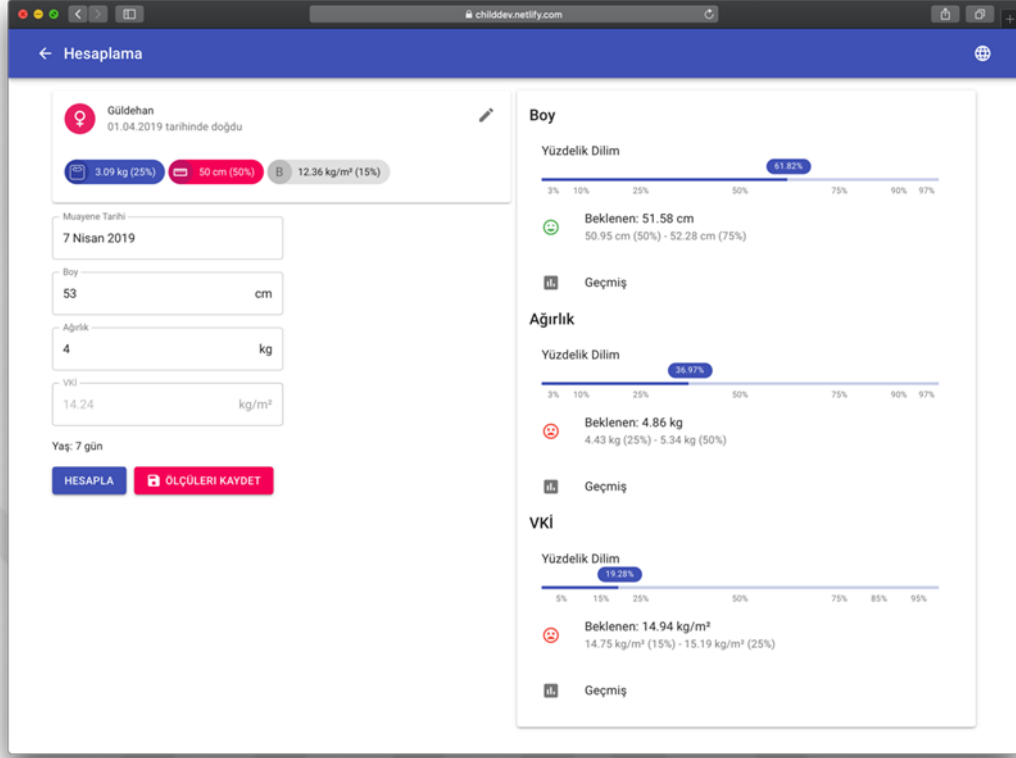 childdev.netlify.com
Hesaplama
Güldehan
01.04.2019 tarihinde doğdu
3.09 kg (25%)
50 cm (50%)
B 12.36 kg/m² (15%)
Muayene Tarihi
7 Nisan 2019
Boy
53 cm
Ağırlık
4 kg
VKİ
14.24 kg/m²
Yaş: 7 gün
HESAPLA
ÖLÇÜLERI KAYDET
Boy
Yüzdelik Dilim
61.82%
3% 10% 25% 50% 75% 90% 97%
Beklenen: 51.58 cm
50.95 cm (50%) - 52.28 cm (75%)
Geçmiş
Ağırlık
Yüzdelik Dilim
36.97%
3% 10% 25% 50% 75% 90% 97%
Beklenen: 4.86 kg
4.43 kg (25%) - 5.34 kg (50%)
Geçmiş
VKİ
Yüzdelik Dilim
19.28%
5% 15% 25% 50% 75% 85% 95%
Beklenen: 14.94 kg/m²
14.75 kg/m² (15%) - 15.19 kg/m² (25%)
Geçmiş